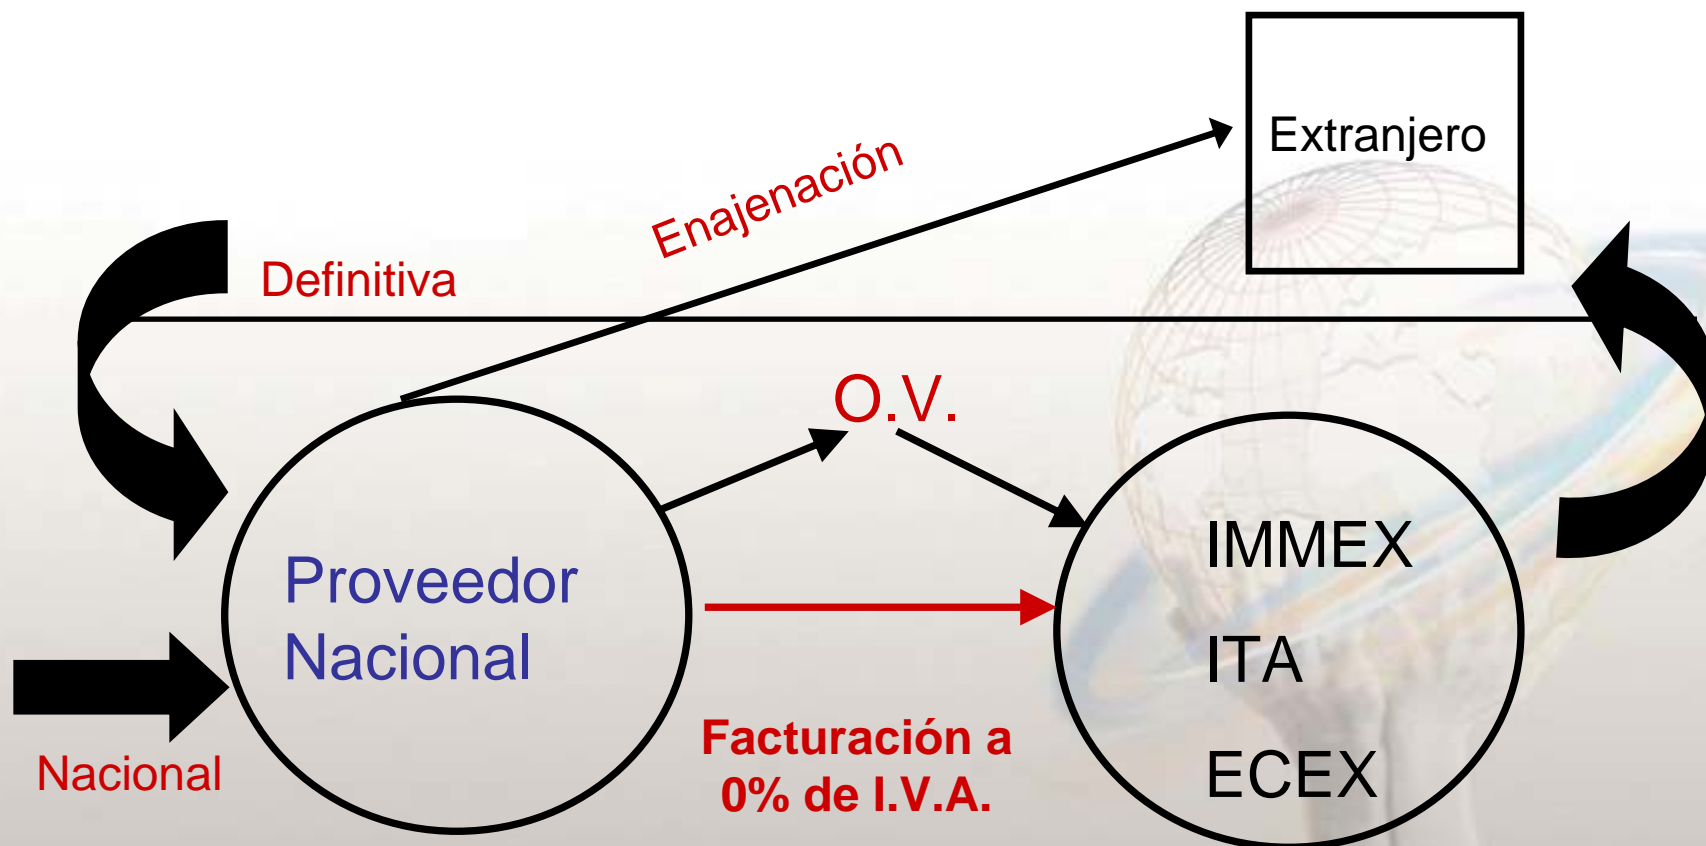 Extranjero
Enajenación
Definitiva
O.V.
Proveedor
Nacional
IMMEX
ITA
ECEX
Facturación a
0% de I.V.A.
Nacional